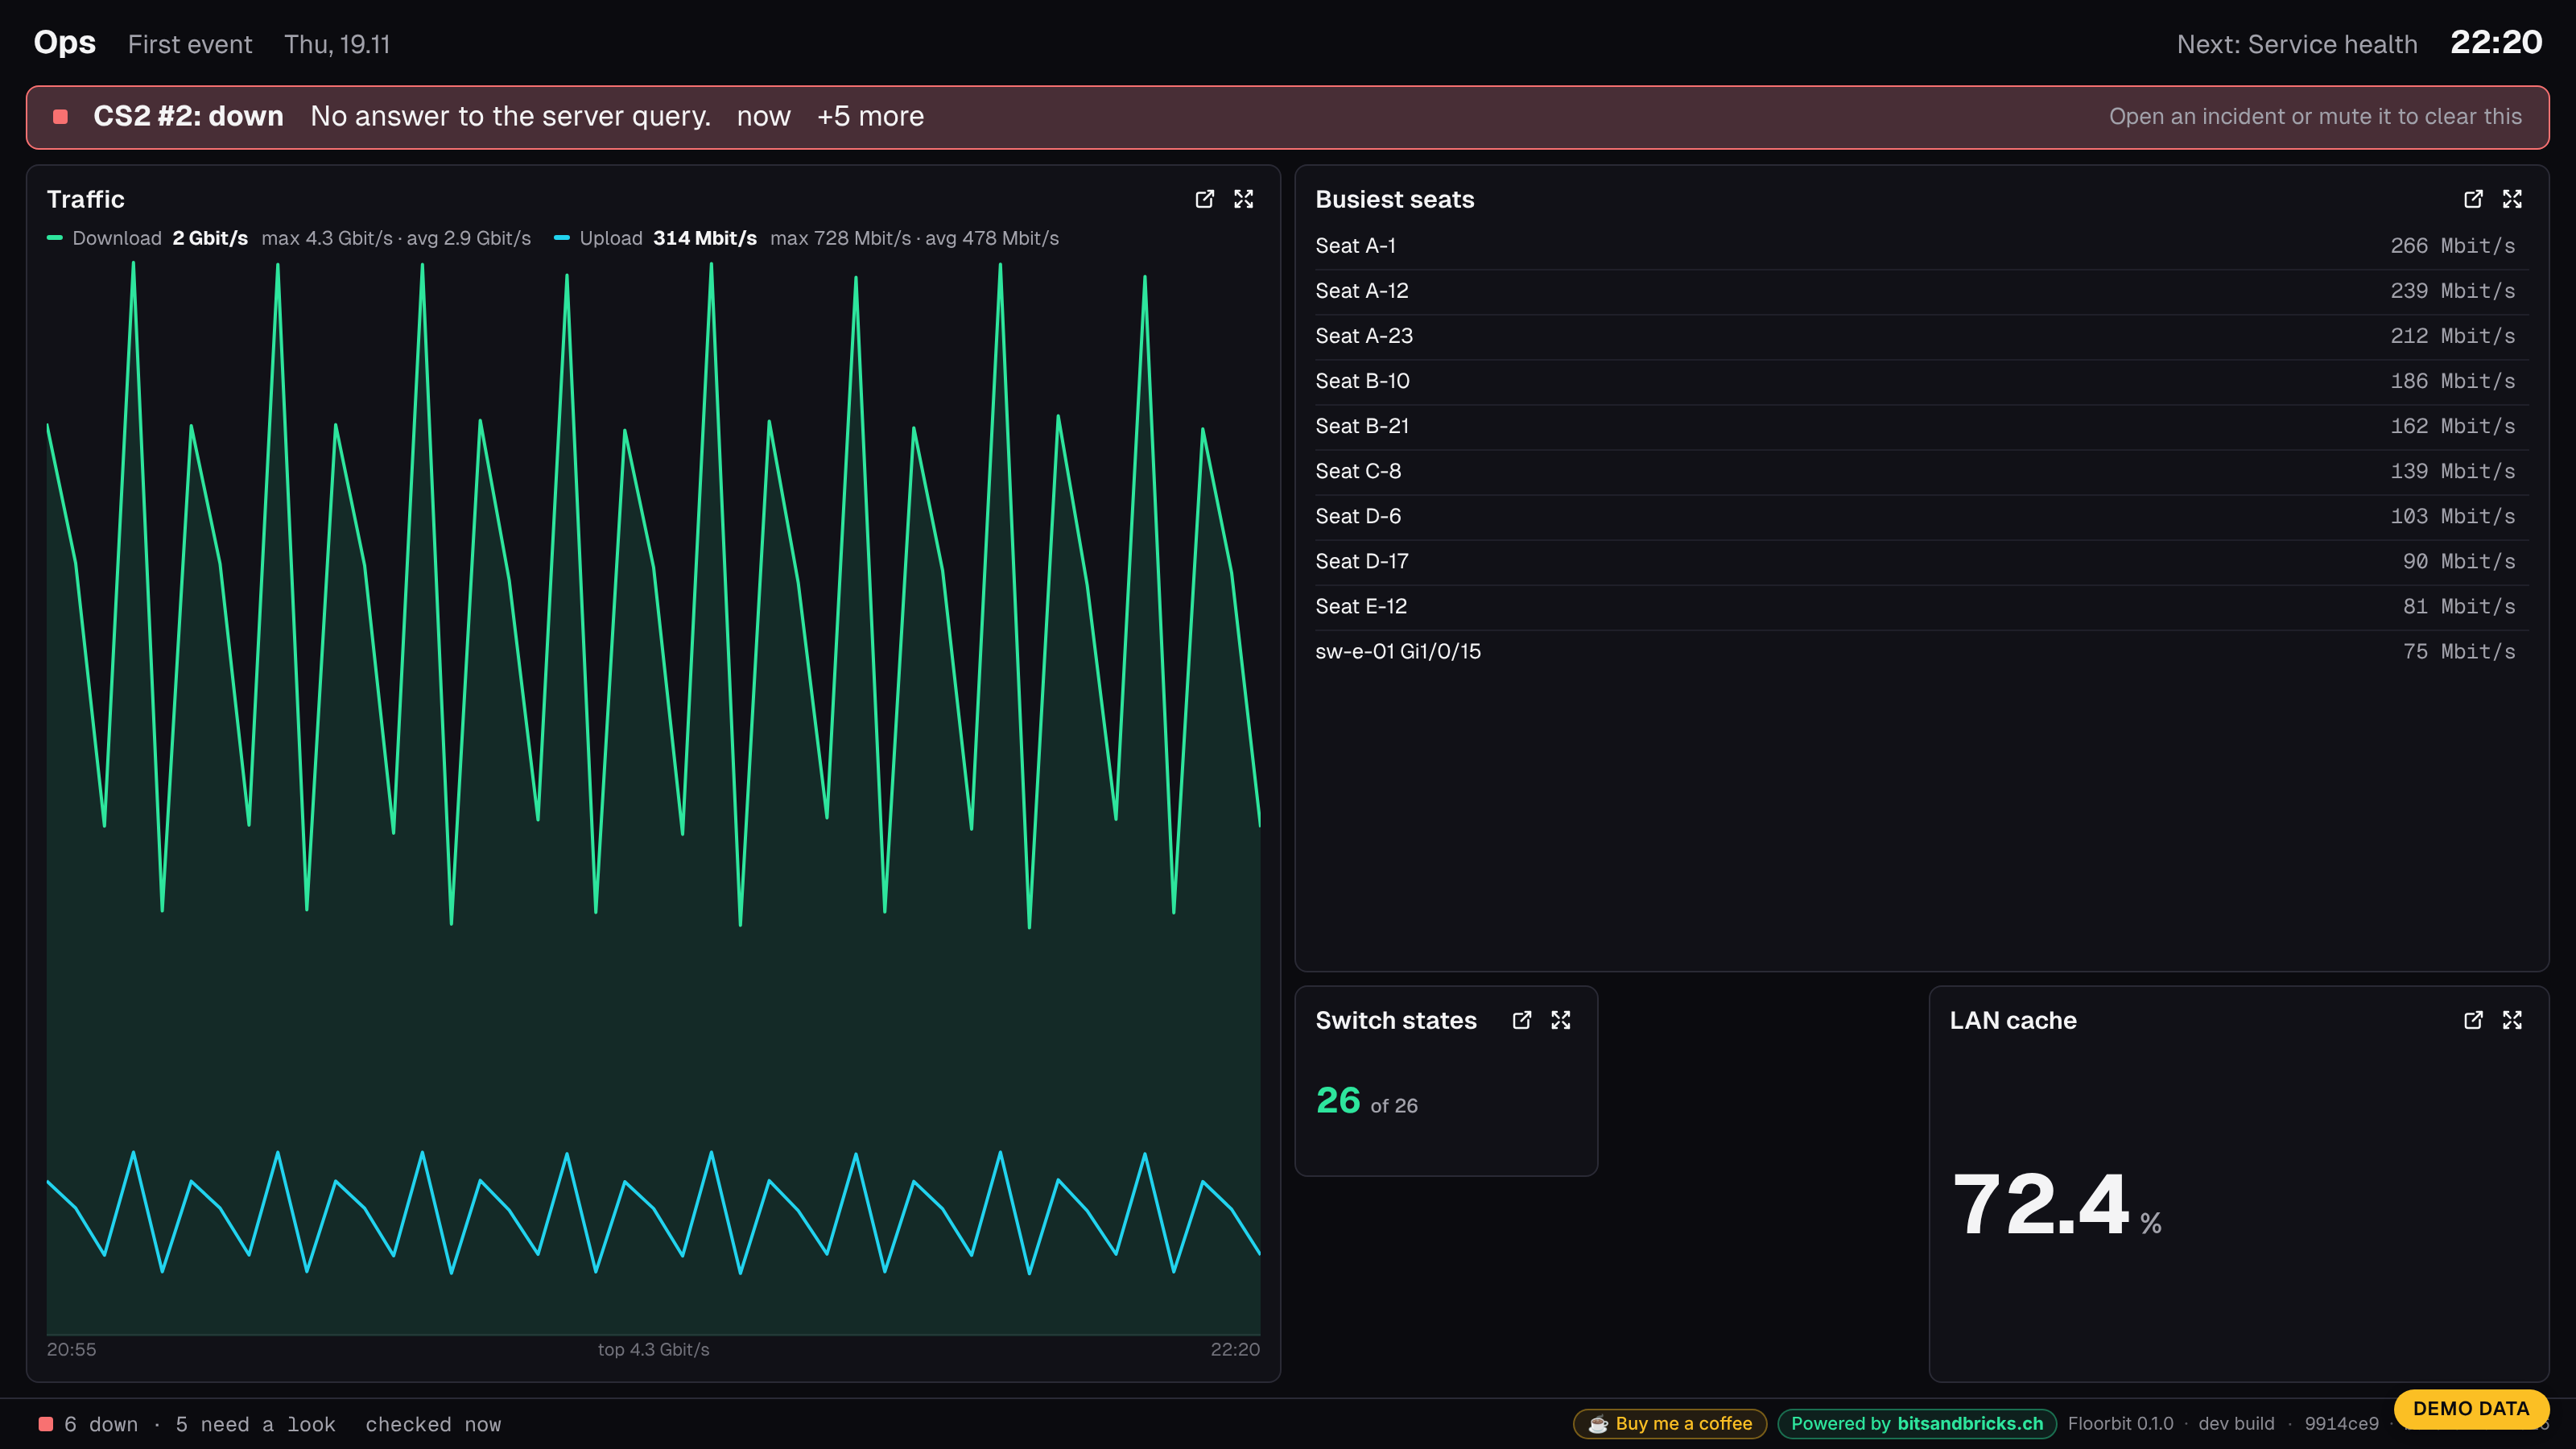 Ops First event Thu, 19.11 Next: Service health 22:20
CS2 #2: down No answer to the server query. now +5 more Open an incident or mute it to clear this
Traffic
Download 2 Gbit/s max 4.3 Gbit/s · avg 2.9 Gbit/s Upload 314 Mbit/s max 728 Mbit/s · avg 478 Mbit/s
20:55 top 4.3 Gbit/s 22:20
Busiest seats
Seat A-1 266 Mbit/s
Seat A-12 239 Mbit/s
Seat A-23 212 Mbit/s
Seat B-10 186 Mbit/s
Seat B-21 162 Mbit/s
Seat C-8 139 Mbit/s
Seat D-6 103 Mbit/s
Seat D-17 90 Mbit/s
Seat E-12 81 Mbit/s
sw-e-01 Gi1/0/15 75 Mbit/s
Switch states
26 of 26
LAN cache
72.4 %
6 down · 5 need a look checked now
Buy me a coffee Powered by bitsandbricks.ch Floorbit 0.1.0 · dev build · 9914ce9 ·
DEMO DATA